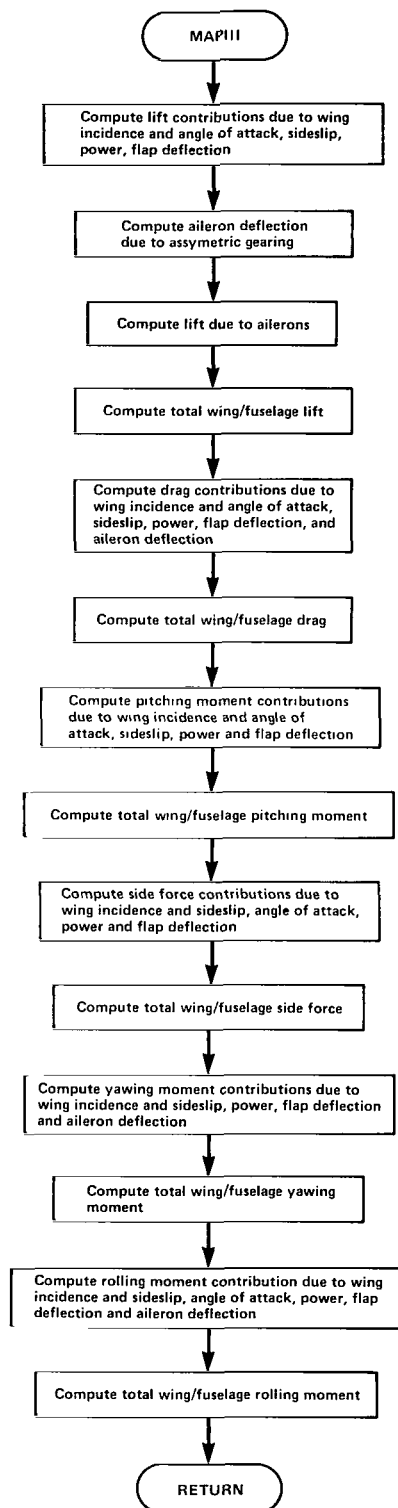 MAPIII
Compute lift contributions due to wing
incidence and angle of attack, sideslip,
power, flap deflection
Compute aileron deflection
due to assymetric gearing
Compute lift due to ailerons
Compute total wing/fuselage lift
Compute drag contributions due to
wing incidence and angle of attack,
sideslip, power, flap deflection, and
aileron deflection
Compute total wing/fuselage drag
Compute pitching moment contributions
due to wing incidence and angle of
attack, sideslip, power and flap deflection
Compute total wing/fuselage pitching moment
Compute side force contributions due to
wing incidence and sideslip, angle of attack,
power and flap deflection
Compute total wing/fuselage side force
Compute yawing moment contributions due to
wing incidence and sideslip, power, flap deflection
and aileron deflection
Compute total wing/fuselage yawing
moment
Compute rolling moment contribution due to wing
incidence and sideslip, angle of attack, power, flap
deflection and aileron deflection
Compute total wing/fuselage rolling moment
RETURN